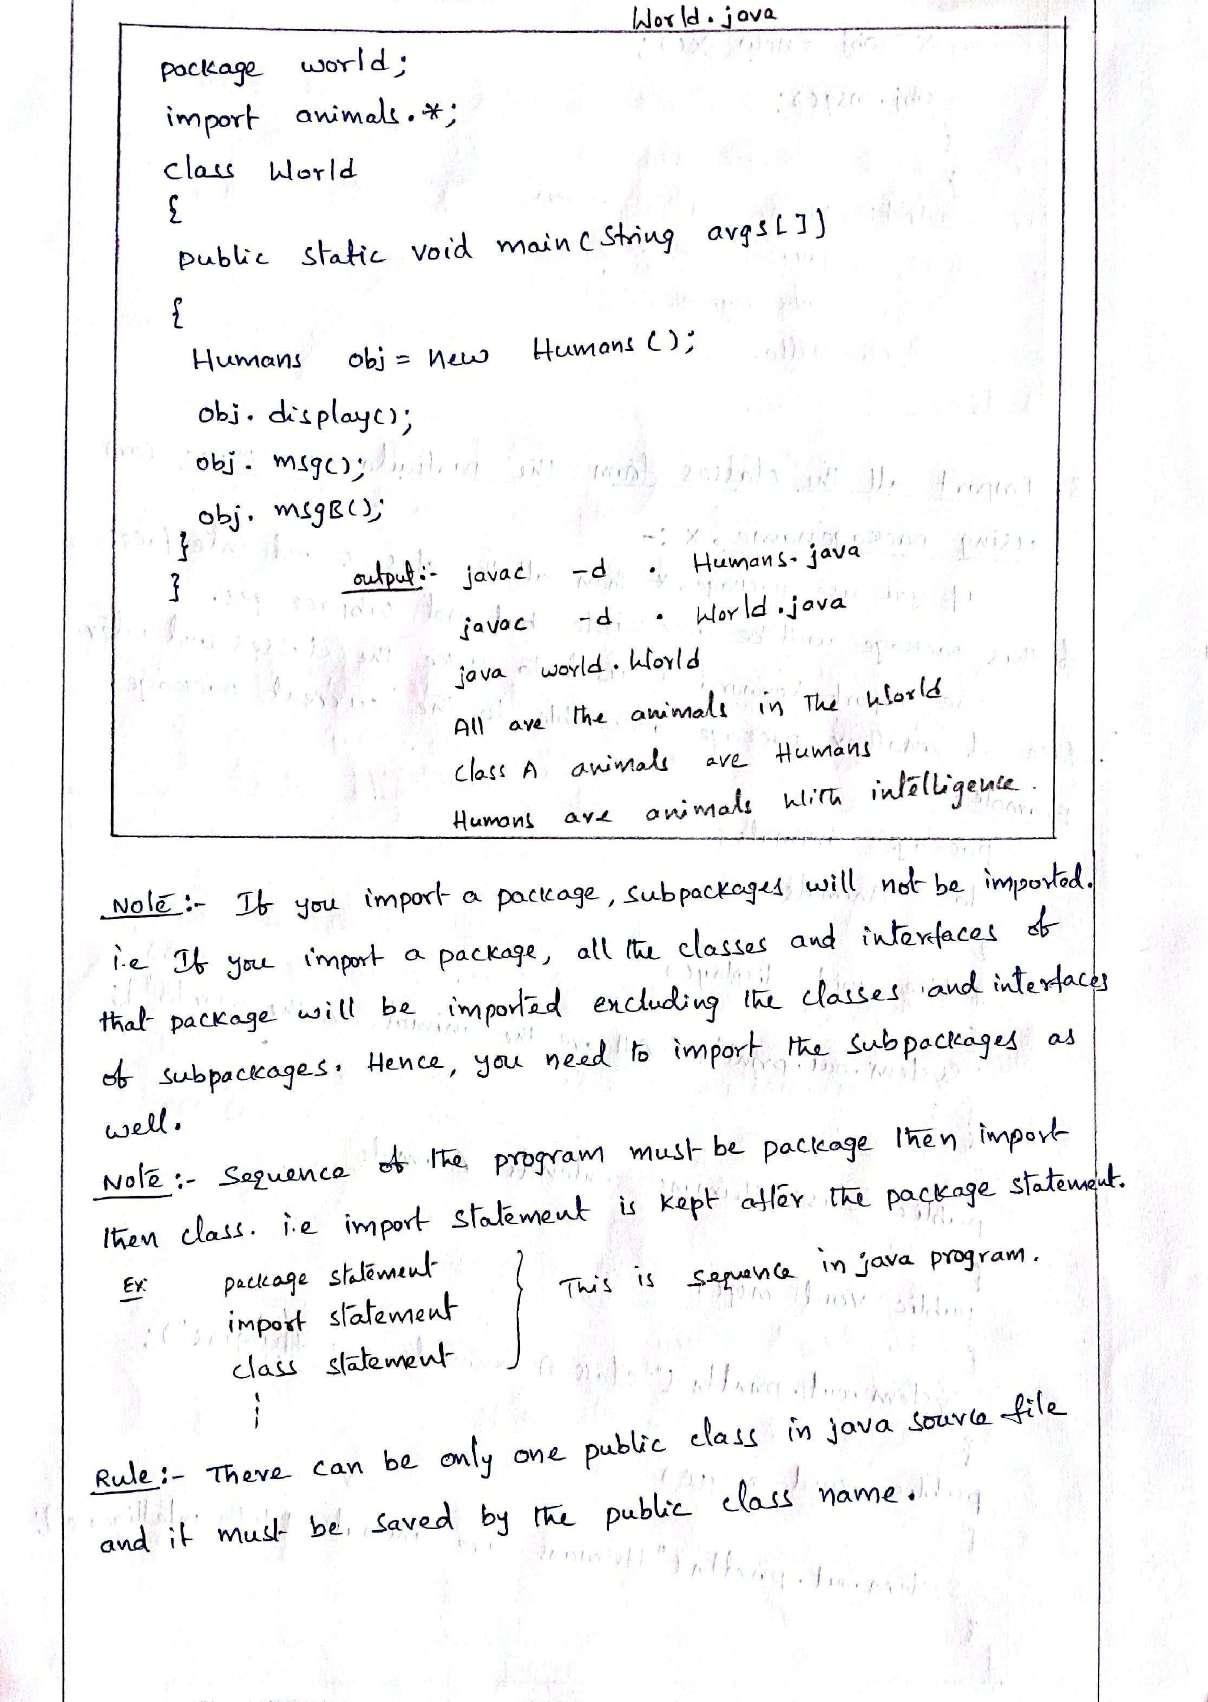 World.java
package world;
import animals.*;
class World
{
public static void main(String args[])
{
Humans obj = new Humans();
obj.display();
obj.msg();
obj.msgB();
}
}
output:- javac -d . Humans.java
javac -d . World.java
java world.World
All are the animals in The World
Class A animals are Humans
Humans are animals With intelligence.
Note:- If you import a package, subpackages will not be imported.
i.e If you import a package, all the classes and interfaces of
that package will be imported excluding the classes and interfaces
of subpackages. Hence, you need to import the subpackages as
well.
Note:- Sequence of the program must be package then import
then class. i.e import statement is kept after the package statement.
Ex: package statement
import statement
class statement
} This is sequence in java program.
Rule:- There can be only one public class in java source file
and it must be saved by the public class name.